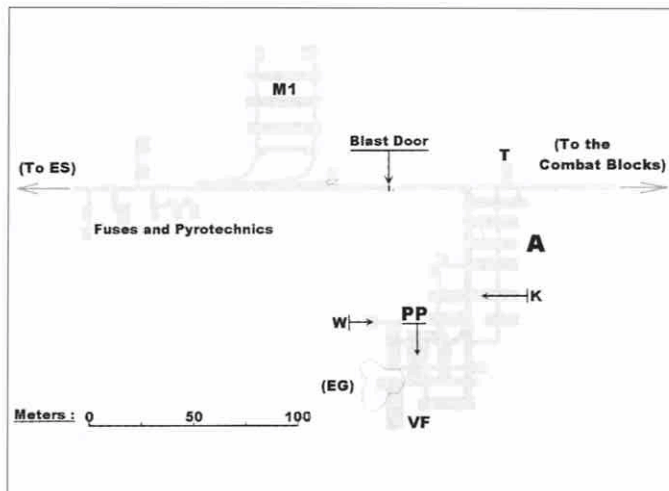 M1
Blast Door
(To the
Combat Blocks)
(To ES)
T
Fuses and Pyrotechnics
A
K
W
PP
(EG)
VF
Meters :
0
50
100